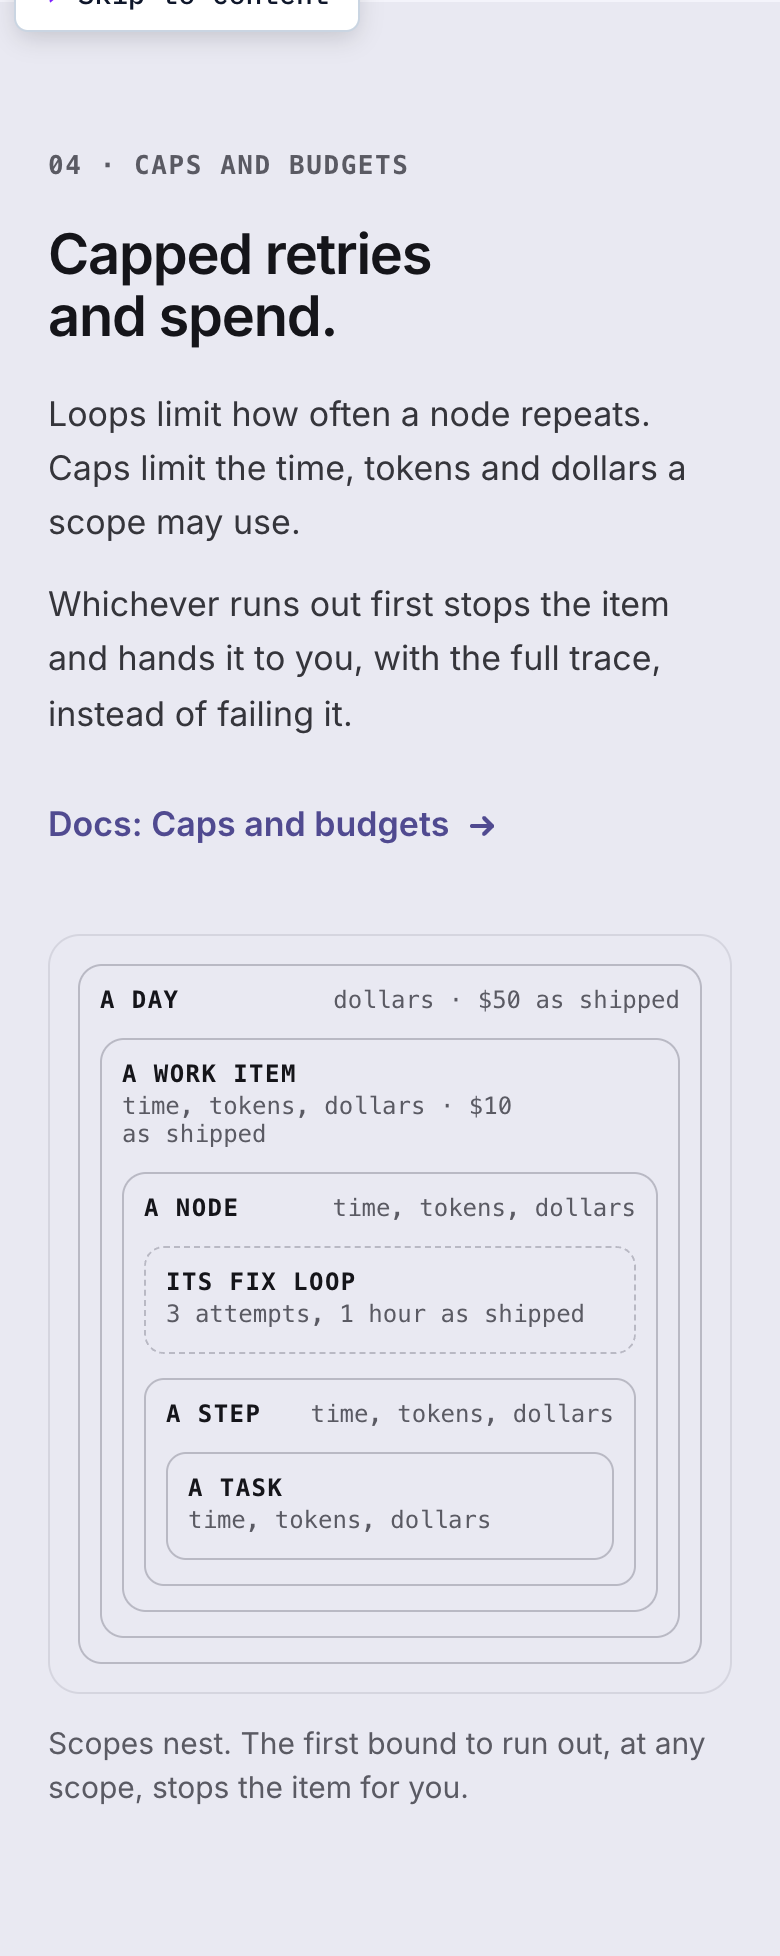 Skip to content
04 · CAPS AND BUDGETS
Capped retries
and spend.
Loops limit how often a node repeats.
Caps limit the time, tokens and dollars a
scope may use.
Whichever runs out first stops the item
and hands it to you, with the full trace,
instead of failing it.
Docs: Caps and budgets →
A DAY dollars · $50 as shipped
A WORK ITEM
time, tokens, dollars · $10
as shipped
A NODE time, tokens, dollars
ITS FIX LOOP
3 attempts, 1 hour as shipped
A STEP time, tokens, dollars
A TASK
time, tokens, dollars
Scopes nest. The first bound to run out, at any
scope, stops the item for you.